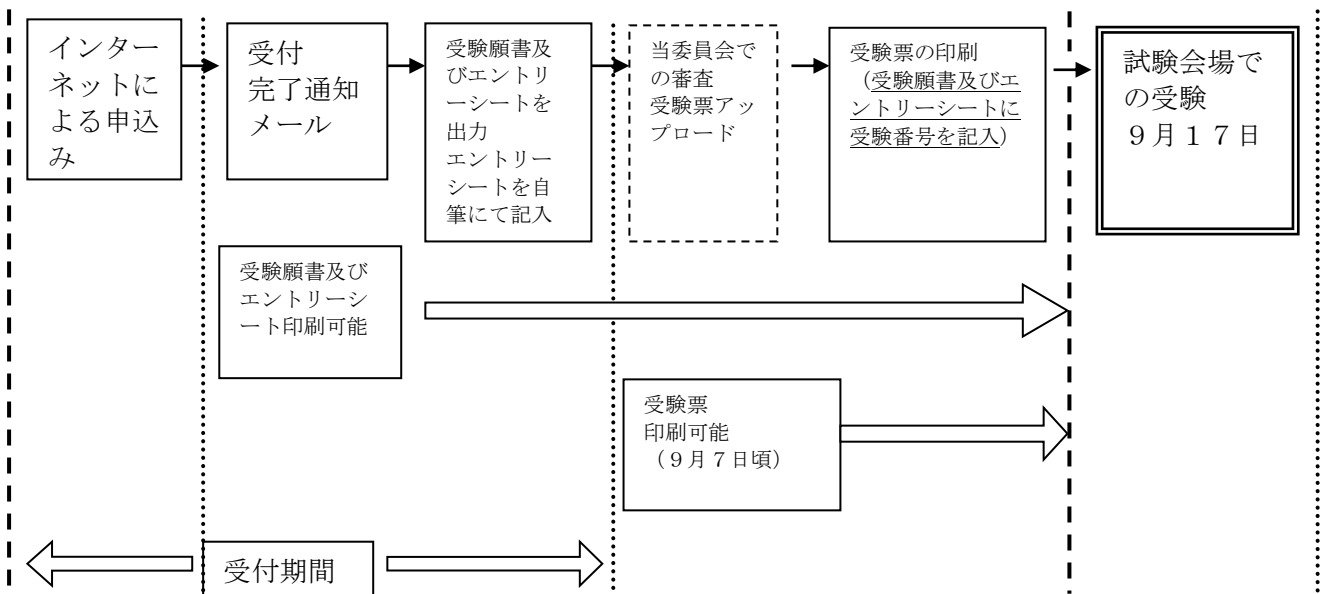 インター
ネットに
よる申込
み
受付
完了通知
メール
受験願書及
びエントリ
ーシートを
出力
エントリー
シートを自
筆にて記入
当委員会で
の審査
受験票アッ
プロード
受験票の印刷
（受験願書及びエ
ントリーシートに
受験番号を記入）
試験会場で
の受験
９月１７日
受験願書及び
エントリーシ
ート印刷可能
受験票
印刷可能
（９月７日頃）
受付期間